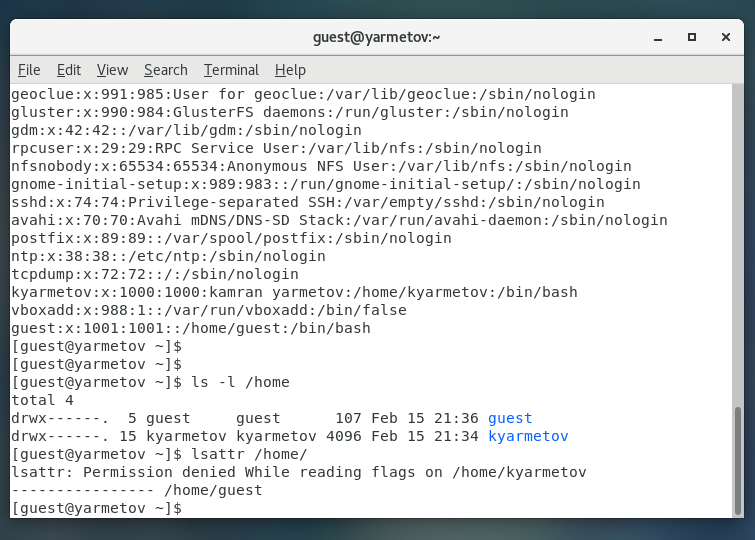 guest@yarmetov:~
File Edit View Search Terminal Help
geoclue:x:991:985:User for geoclue:/var/lib/geoclue:/sbin/nologin
gluster:x:990:984:GlusterFS daemons:/run/gluster:/sbin/nologin
gdm:x:42:42::/var/lib/gdm:/sbin/nologin
rpcuser:x:29:29:RPC Service User:/var/lib/nfs:/sbin/nologin
nfsnobody:x:65534:65534:Anonymous NFS User:/var/lib/nfs:/sbin/nologin
gnome-initial-setup:x:989:983::/run/gnome-initial-setup/:/sbin/nologin
sshd:x:74:74:Privilege-separated SSH:/var/empty/sshd:/sbin/nologin
avahi:x:70:70:Avahi mDNS/DNS-SD Stack:/var/run/avahi-daemon:/sbin/nologin
postfix:x:89:89::/var/spool/postfix:/sbin/nologin
ntp:x:38:38::/etc/ntp:/sbin/nologin
tcpdump:x:72:72::/:/sbin/nologin
kyarmetov:x:1000:1000:kamran yarmetov:/home/kyarmetov:/bin/bash
vboxadd:x:988:1::/var/run/vboxadd:/bin/false
guest:x:1001:1001::/home/guest:/bin/bash
[guest@yarmetov ~]$
[guest@yarmetov ~]$
[guest@yarmetov ~]$ ls -l /home
total 4
drwx------.  5 guest     guest      107 Feb 15 21:36 guest
drwx------. 15 kyarmetov kyarmetov 4096 Feb 15 21:34 kyarmetov
[guest@yarmetov ~]$ lsattr /home/
lsattr: Permission denied While reading flags on /home/kyarmetov
---------------- /home/guest
[guest@yarmetov ~]$